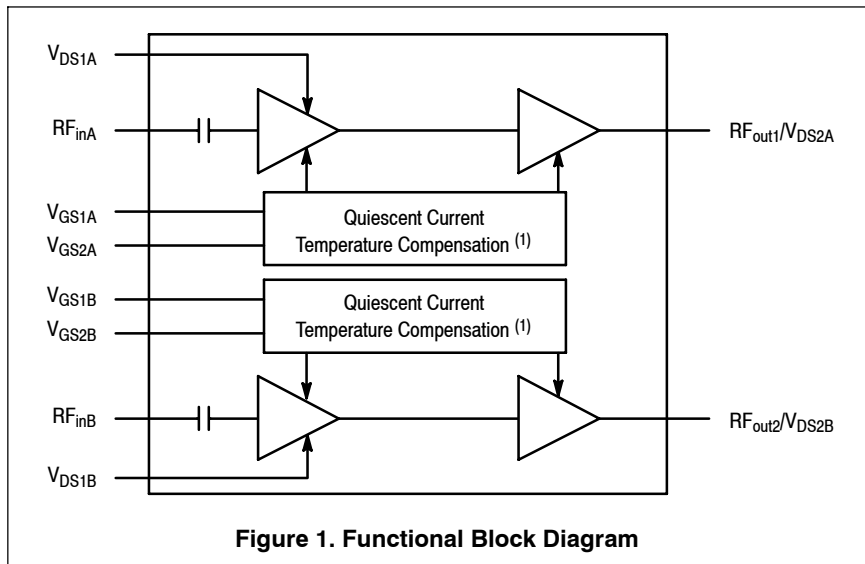 V_DS1A
RF_inA
RF_out1/V_DS2A
V_GS1A
V_GS2A
Quiescent Current
Temperature Compensation (1)
V_GS1B
V_GS2B
Quiescent Current
Temperature Compensation (1)
RF_inB
RF_out2/V_DS2B
V_DS1B
Figure 1. Functional Block Diagram